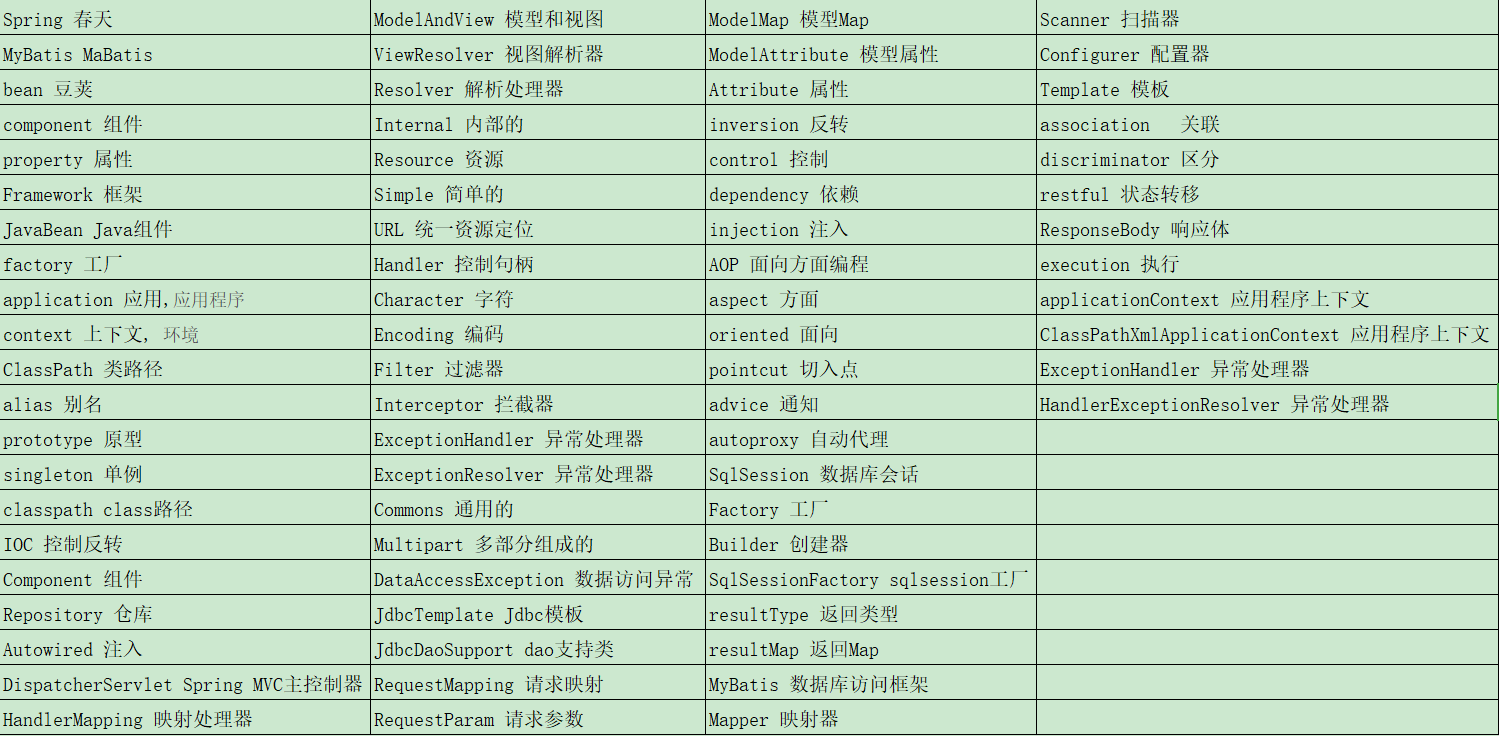 Spring 春天 ModelAndView 模型和视图 ModelMap 模型Map Scanner 扫描器
MyBatis MaBatis ViewResolver 视图解析器 ModelAttribute 模型属性 Configurer 配置器
bean 豆荚 Resolver 解析处理器 Attribute 属性 Template 模板
component 组件 Internal 内部的 inversion 反转 association 关联
property 属性 Resource 资源 control 控制 discriminator 区分
Framework 框架 Simple 简单的 dependency 依赖 restful 状态转移
JavaBean Java组件 URL 统一资源定位 injection 注入 ResponseBody 响应体
factory 工厂 Handler 控制句柄 AOP 面向方面编程 execution 执行
application 应用,应用程序 Character 字符 aspect 方面 applicationContext 应用程序上下文
context 上下文, 环境 Encoding 编码 oriented 面向 ClassPathXmlApplicationContext 应用程序上下文
ClassPath 类路径 Filter 过滤器 pointcut 切入点 ExceptionHandler 异常处理器
alias 别名 Interceptor 拦截器 advice 通知 HandlerExceptionResolver 异常处理器
prototype 原型 ExceptionHandler 异常处理器 autoproxy 自动代理
singleton 单例 ExceptionResolver 异常处理器 SqlSession 数据库会话
classpath class路径 Commons 通用的 Factory 工厂
IOC 控制反转 Multipart 多部分组成的 Builder 创建器
Component 组件 DataAccessException 数据访问异常 SqlSessionFactory sqlsession工厂
Repository 仓库 JdbcTemplate Jdbc模板 resultType 返回类型
Autowired 注入 JdbcDaoSupport dao支持类 resultMap 返回Map
DispatcherServlet Spring MVC主控制器 RequestMapping 请求映射 MyBatis 数据库访问框架
HandlerMapping 映射处理器 RequestParam 请求参数 Mapper 映射器